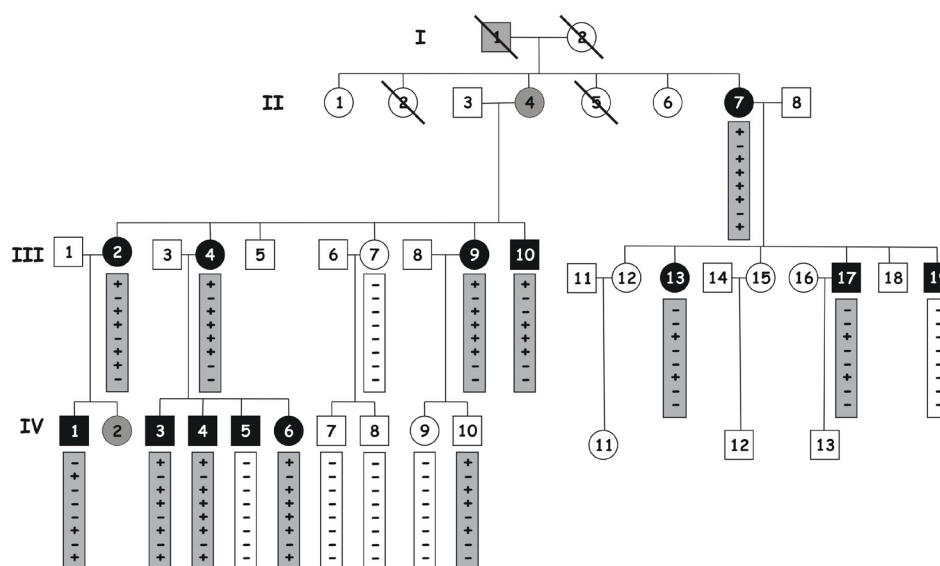 I 1 2
II 1 2 3 4 5 6 7 8
+
-
+
+
+
+
-
+
III 1 2 3 4 5 6 7 8 9 10
11 12 13 14 15 16 17 18
+ + - + +
- - - - -
+ + - + +
+ + - + +
- + - + +
+ + - + +
+ - - - -
- - - - -
- - -
- - -
+ + -
- - -
- - -
+ + -
- - -
- - -
IV 1 2 3 4 5 6 7 8 9 10
11 12 13
- + + - + - - - +
+ - - - - - - - -
- + + - + - - - +
- + + - + - - - +
- - + - + - - - -
+ + + - + - - - +
- - - - - - - - -
+ + + - + - - - -